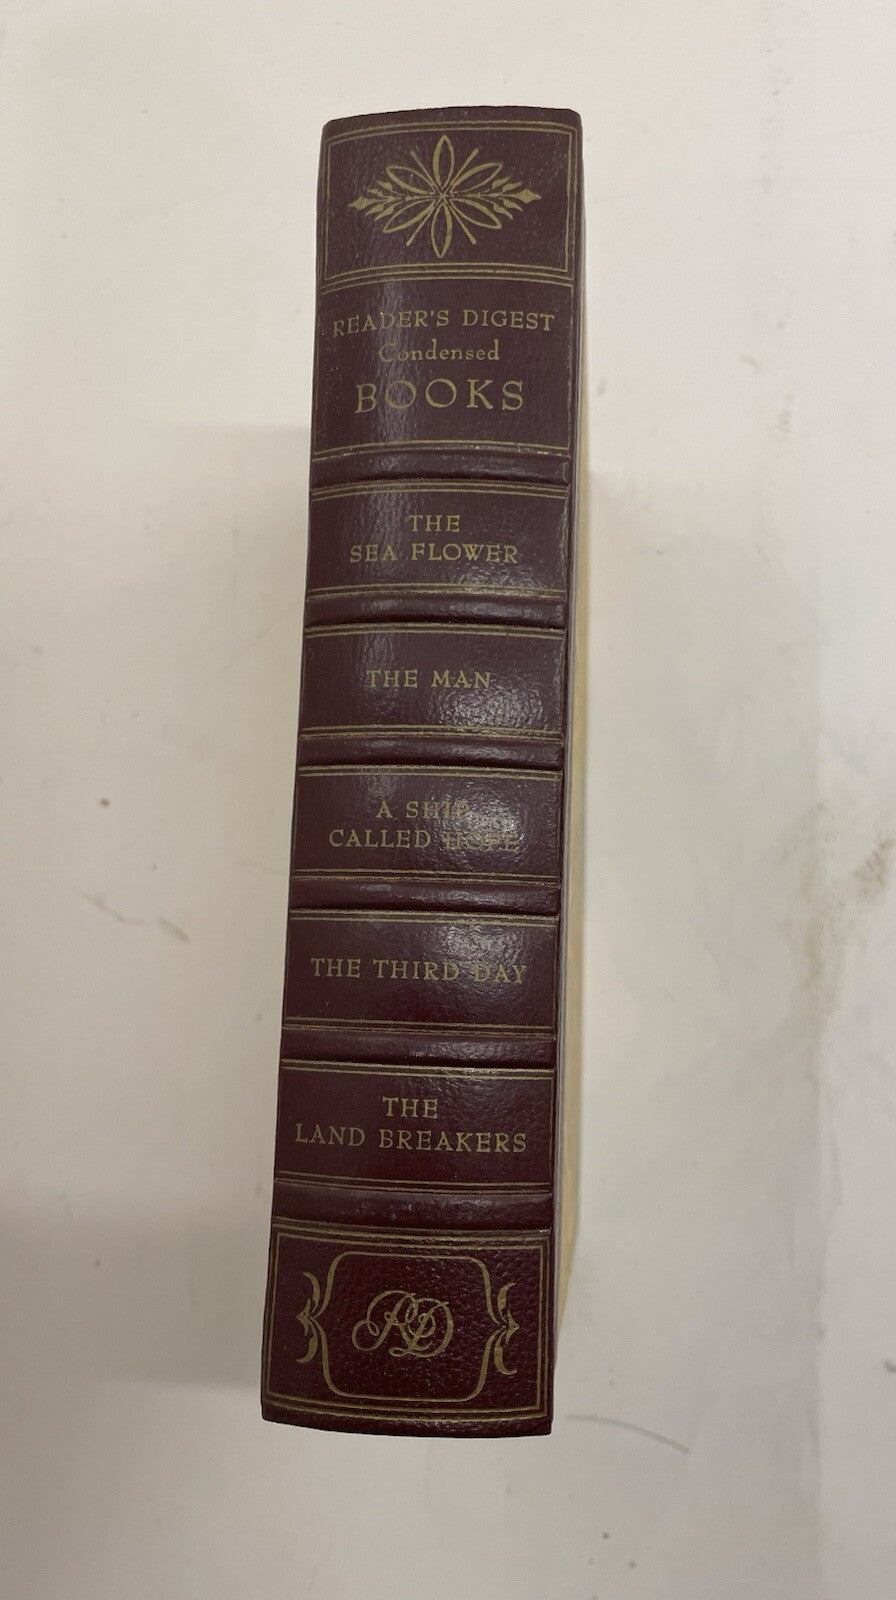 READER'S DIGEST
Condensed
BOOKS
THE
SEA FLOWER
THE MAN
A SHIP
CALLED HOPE
THE THIRD DAY
THE
LAND BREAKERS
RD